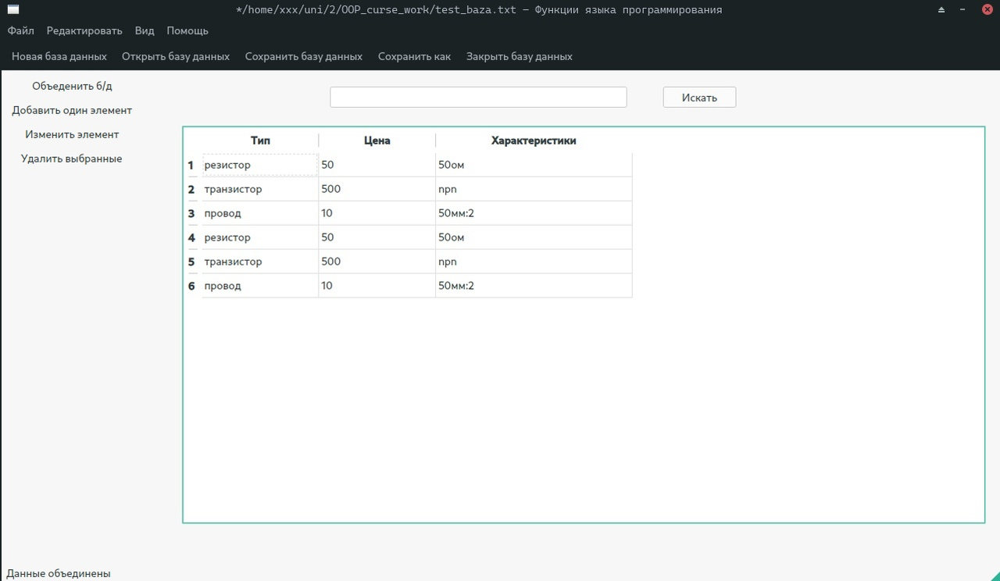 */home/xxx/uni/2/OOP_curse_work/test_baza.txt — Функции языка программирования
Файл Редактировать Вид Помощь
Новая база данных Открыть базу данных Сохранить базу данных Сохранить как Закрыть базу данных
Объеденить б/д
Добавить один элемент
Изменить элемент
Удалить выбранные
Искать
Тип Цена Характеристики
1 резистор 50 50ом
2 транзистор 500 npn
3 провод 10 50мм:2
4 резистор 50 50ом
5 транзистор 500 npn
6 провод 10 50мм:2
Данные объединены